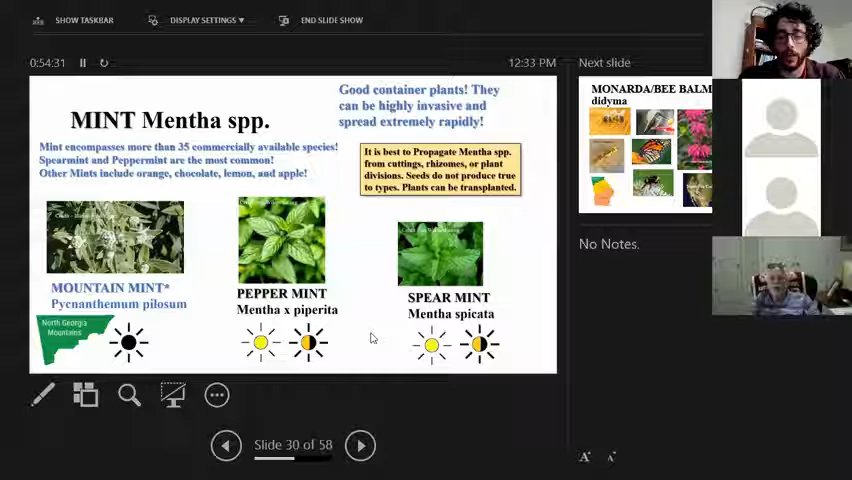 SHOW TASKBAR
DISPLAY SETTINGS ▼
END SLIDE SHOW
0:54:31
12:33 PM
Next slide
Good container plants! They
can be highly invasive and
spread extremely rapidly!
MINT Mentha spp.
Mint encompasses more than 35 commercially available species!
Spearmint and Peppermint are the most common!
Other Mints include orange, chocolate, lemon, and apple!
It is best to Propagate Mentha spp.
from cuttings, rhizomes, or plant
divisions. Seeds do not produce true
to types. Plants can be transplanted.
MOUNTAIN MINT*
Pycnanthemum pilosum
North Georgia
Mountains
PEPPER MINT
Mentha x piperita
SPEAR MINT
Mentha spicata
MONARDA/BEE BALM
didyma
No Notes.
Slide 30 of 58
A
A